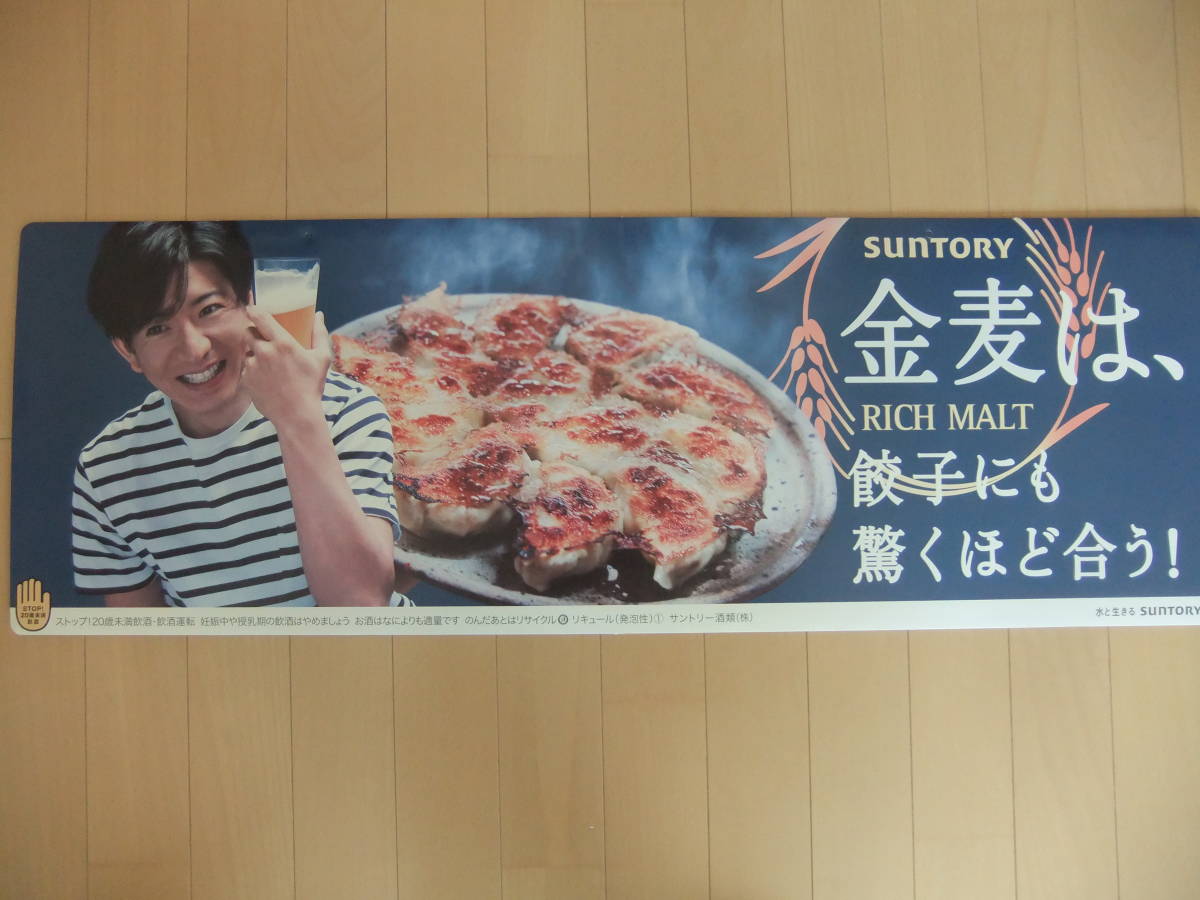 SUNTORY
金麦は、
RICH MALT
餃子にも
驚くほど合う!
STOP!
20歳未満
飲酒
ストップ!20歳未満飲酒・飲酒運転 妊娠中や授乳期の飲酒はやめましょう お酒はなによりも適量です のんだあとはリサイクル リキュール(発泡性)① サントリー酒類(株)
水と生きる SUNTORY